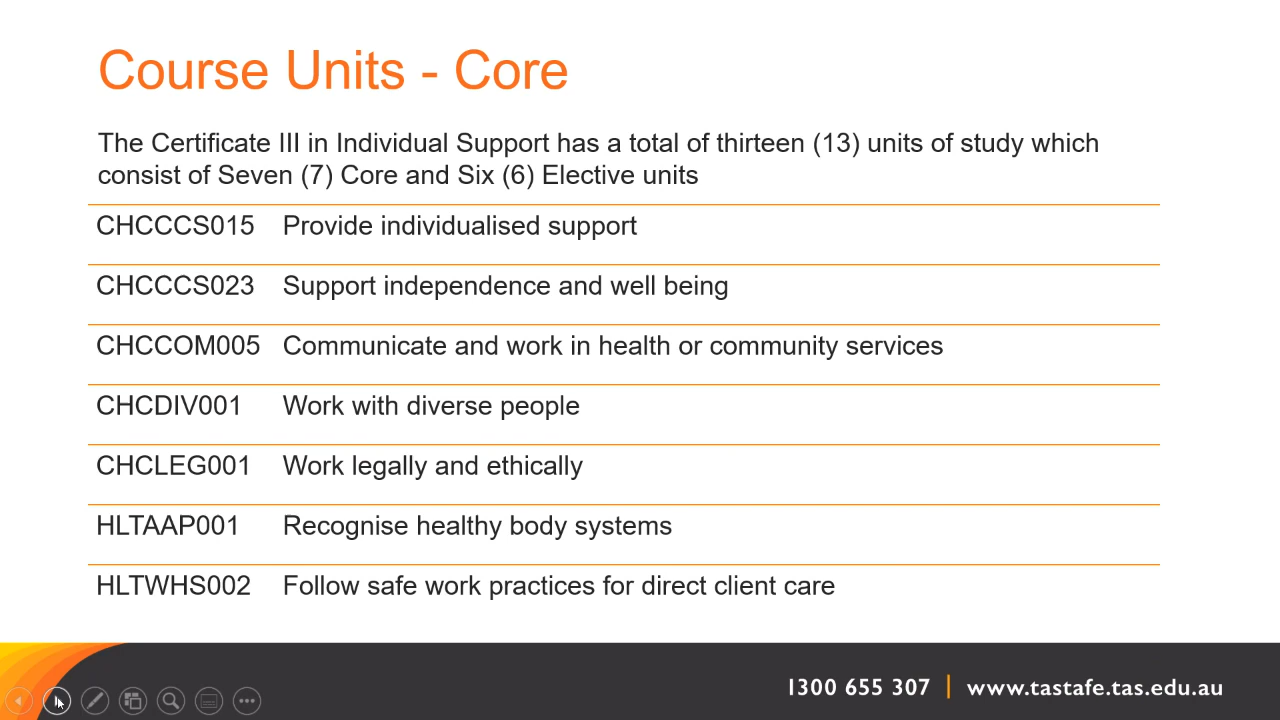 Course Units - Core
The Certificate III in Individual Support has a total of thirteen (13) units of study which
consist of Seven (7) Core and Six (6) Elective units
CHCCCS015 Provide individualised support
CHCCCS023 Support independence and well being
CHCCOM005 Communicate and work in health or community services
CHCDIV001 Work with diverse people
CHCLEG001 Work legally and ethically
HLTAAP001 Recognise healthy body systems
HLTWHS002 Follow safe work practices for direct client care
1300 655 307 | www.tastafe.tas.edu.au